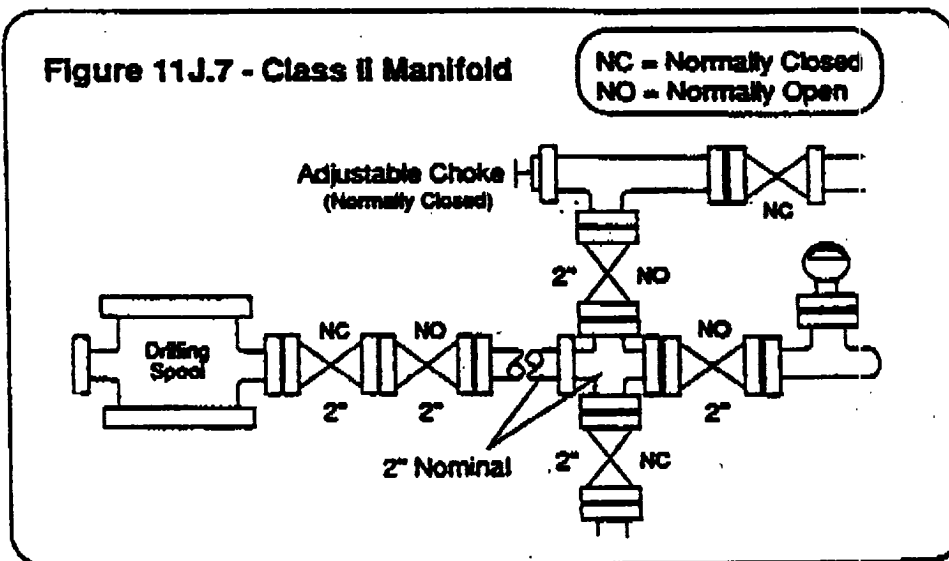 Figure 11J.7 - Class II Manifold
NC = Normally Closed
NO = Normally Open
Adjustable Choke
(Normally Closed)
NC
2"
NO
Drilling
Spool
NC
NO
2"
2"
NO
2"
2" Nominal
2"
NC